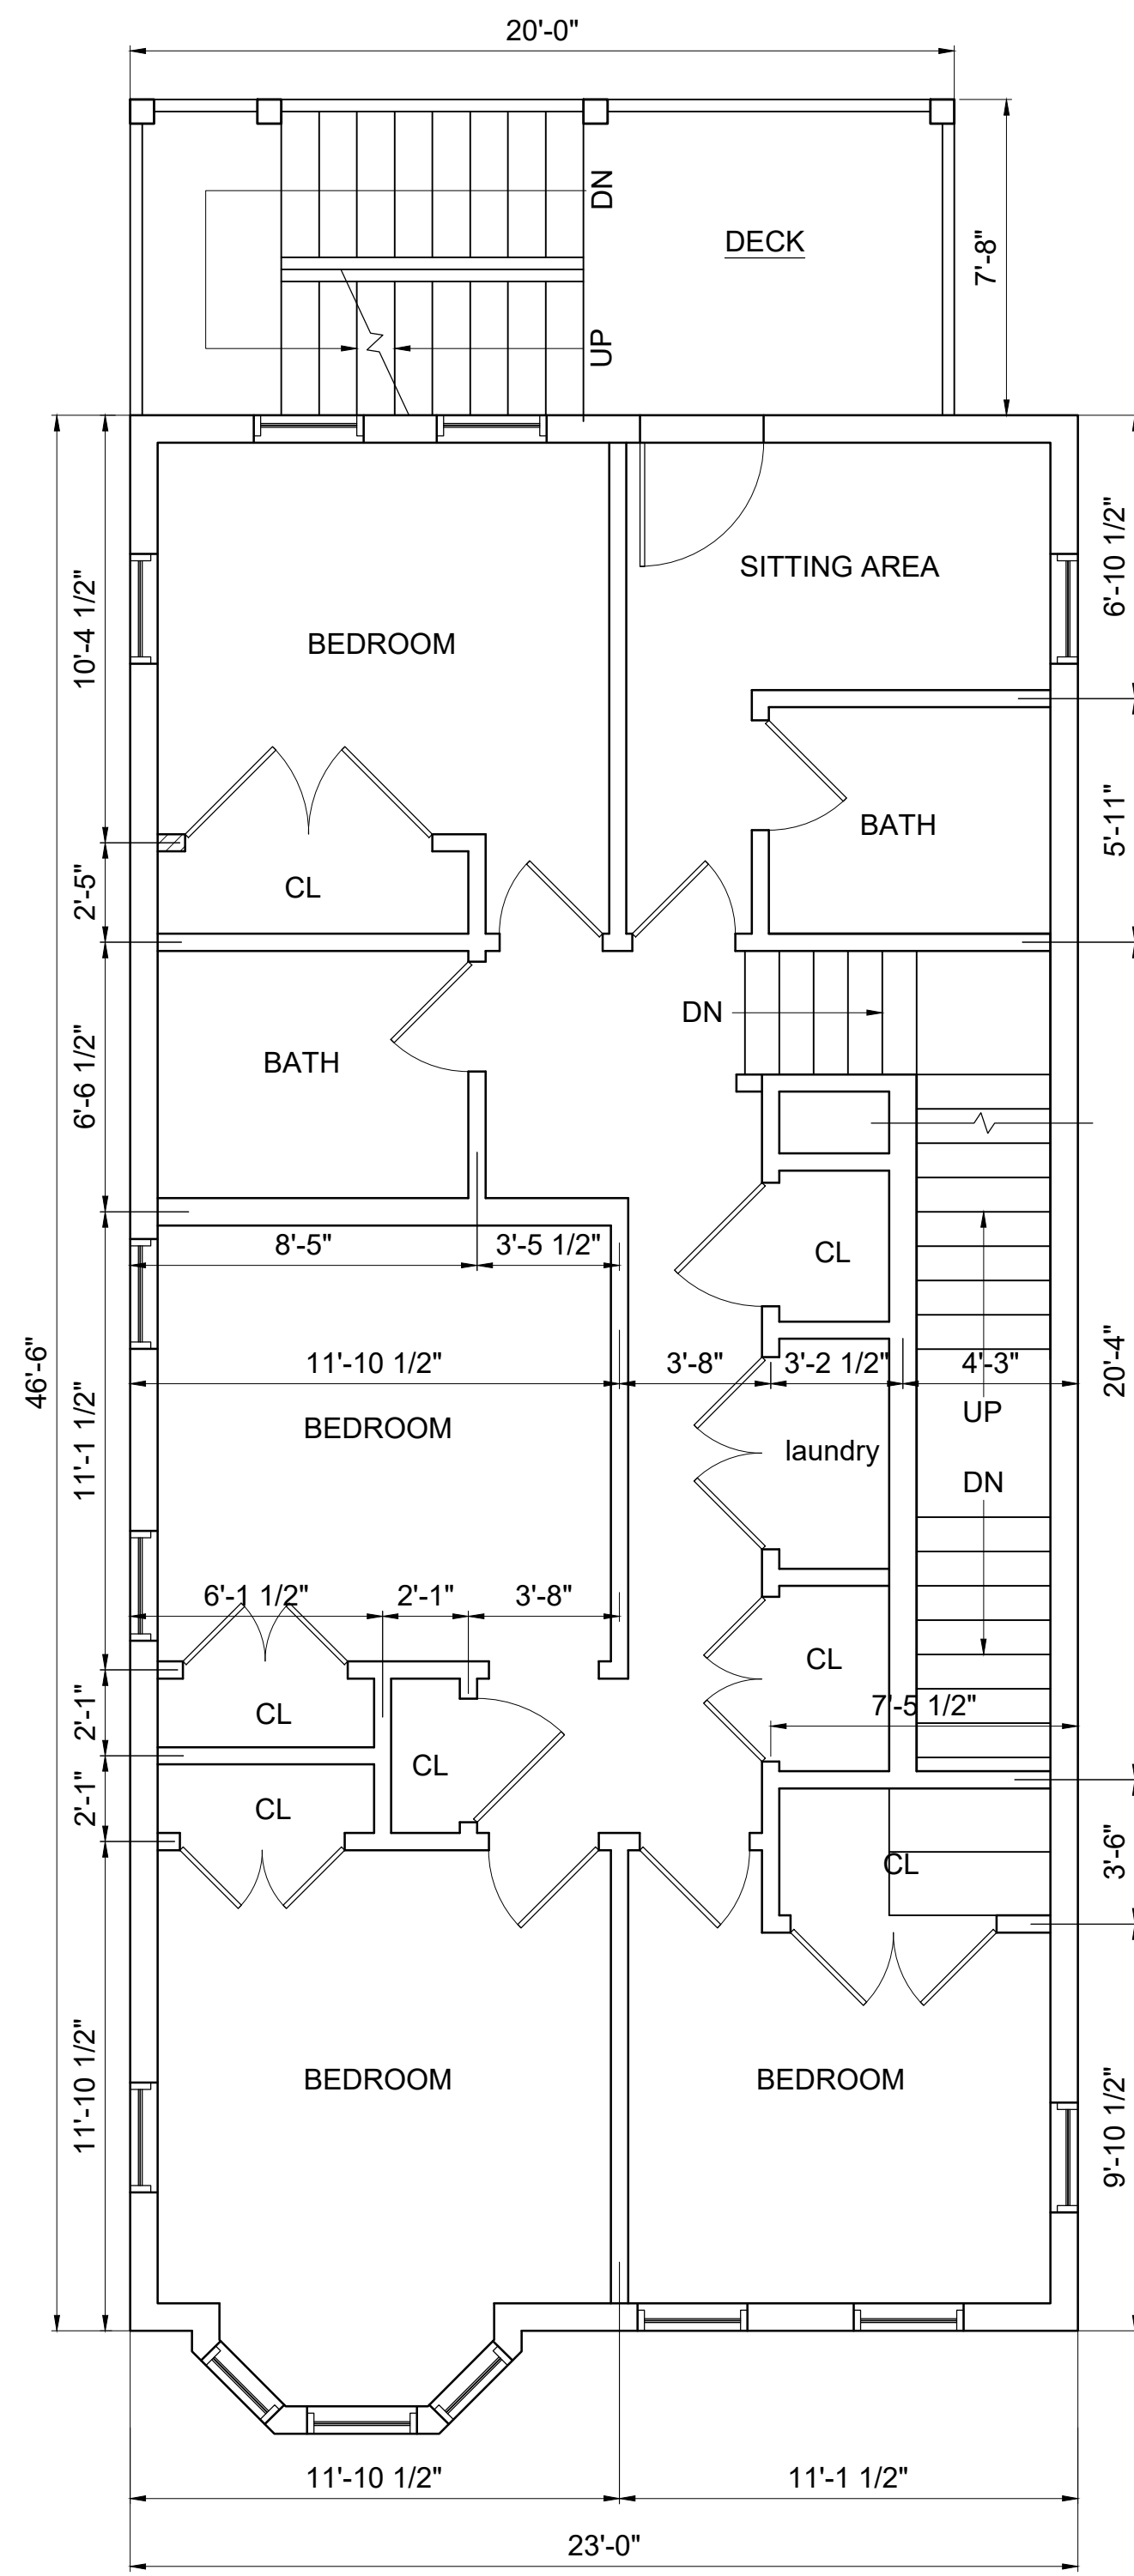 20'-0"
DN
DECK
7'-8"
UP
6'-10 1/2"
SITTING AREA
10'-4 1/2"
BEDROOM
5'-11"
BATH
2'-5"
CL
DN
BATH
6'-6 1/2"
8'-5"
3'-5 1/2"
CL
46'-6"
11'-10 1/2"
3'-8"
3'-2 1/2"
4'-3"
20'-4"
UP
BEDROOM
11'-1 1/2"
laundry
DN
6'-1 1/2"
2'-1"
3'-8"
CL
7'-5 1/2"
2'-1"
CL
CL
2'-1"
CL
3'-6"
CL
11'-10 1/2"
BEDROOM
BEDROOM
9'-10 1/2"
11'-10 1/2"
11'-1 1/2"
23'-0"